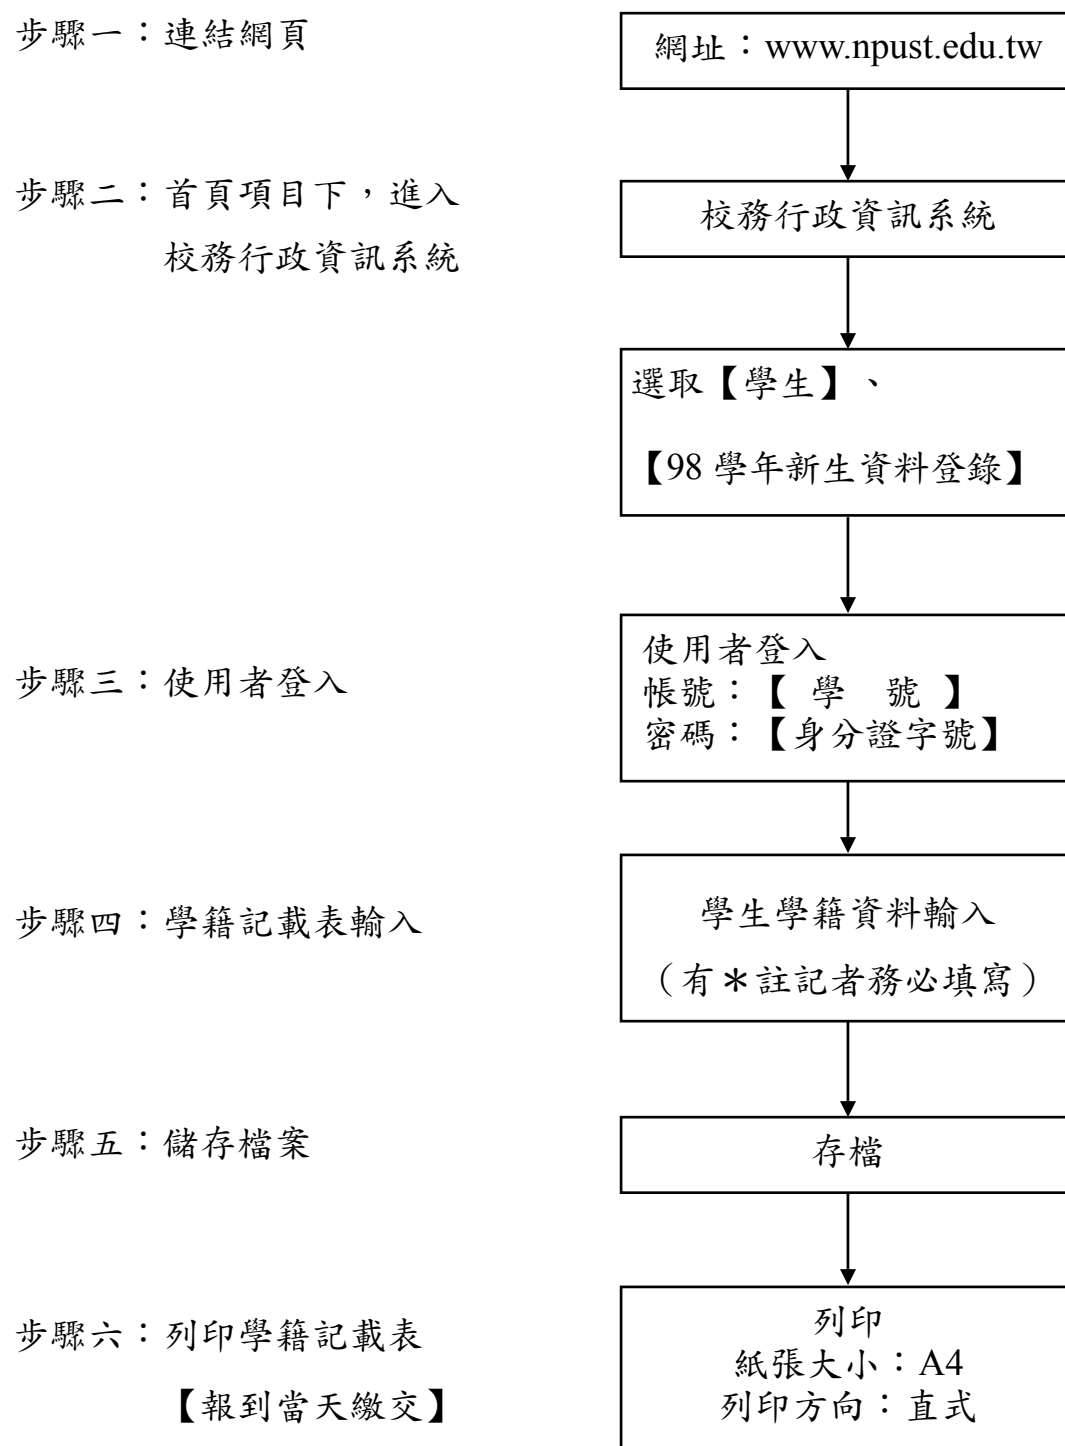 步驟一：連結網頁
網址：www.npust.edu.tw
步驟二：首頁項目下，進入
校務行政資訊系統
校務行政資訊系統
選取【學生】、
【98 學年新生資料登錄】
步驟三：使用者登入
使用者登入
帳號：【 學　號 】
密碼：【身分證字號】
步驟四：學籍記載表輸入
學生學籍資料輸入
（有＊註記者務必填寫）
步驟五：儲存檔案
存檔
步驟六：列印學籍記載表
【報到當天繳交】
列印
紙張大小：A4
列印方向：直式